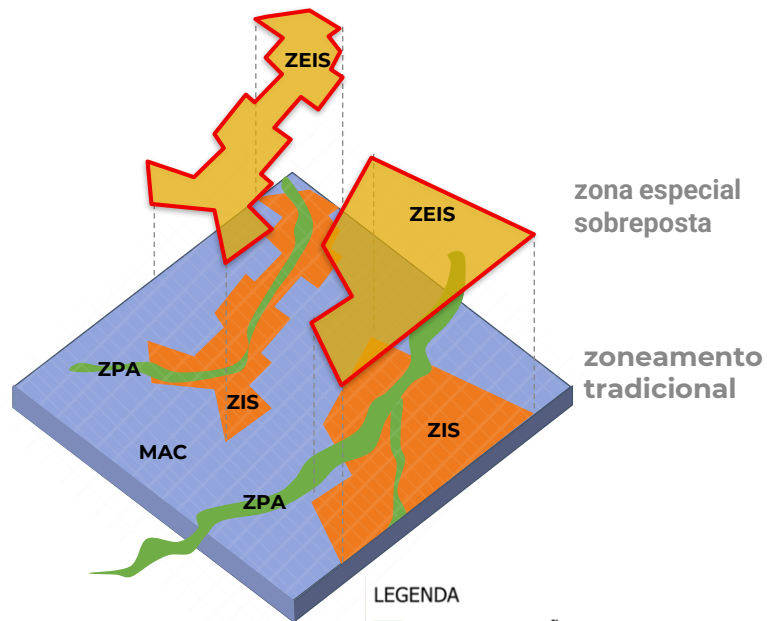 ZEIS
ZEIS
zona especial
sobreposta
zoneamento
tradicional
ZPA
ZIS
ZIS
MAC
ZPA
LEGENDA